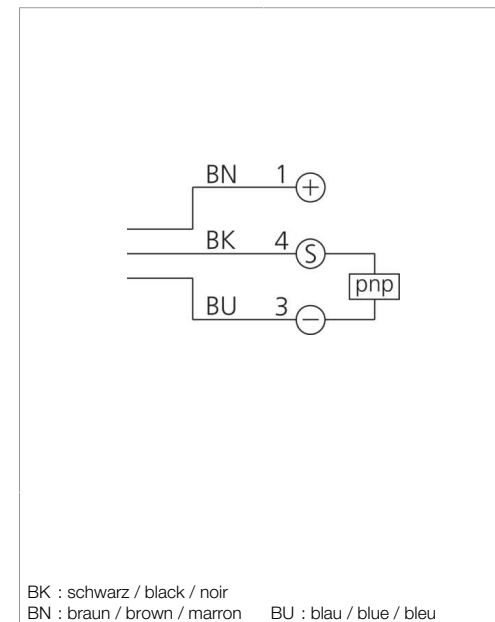 BN 1 +
BK 4 S
pnp
BU 3 −
BK : schwarz / black / noir
BN : braun / brown / marron BU : blau / blue / bleu